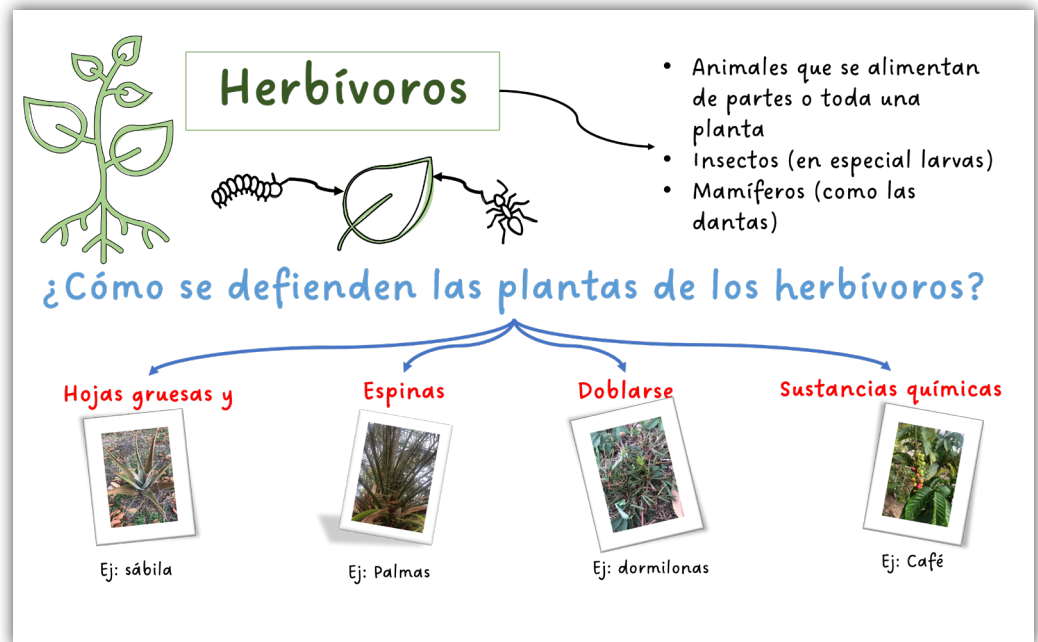 Herbívoros
• Animales que se alimentan
de partes o toda una
planta
• Insectos (en especial larvas)
• Mamíferos (como las
dantas)
¿Cómo se defienden las plantas de los herbívoros?
Hojas gruesas y
Espinas
Doblarse
Sustancias químicas
Ej: sábila
Ej: Palmas
Ej: dormilonas
Ej: Café